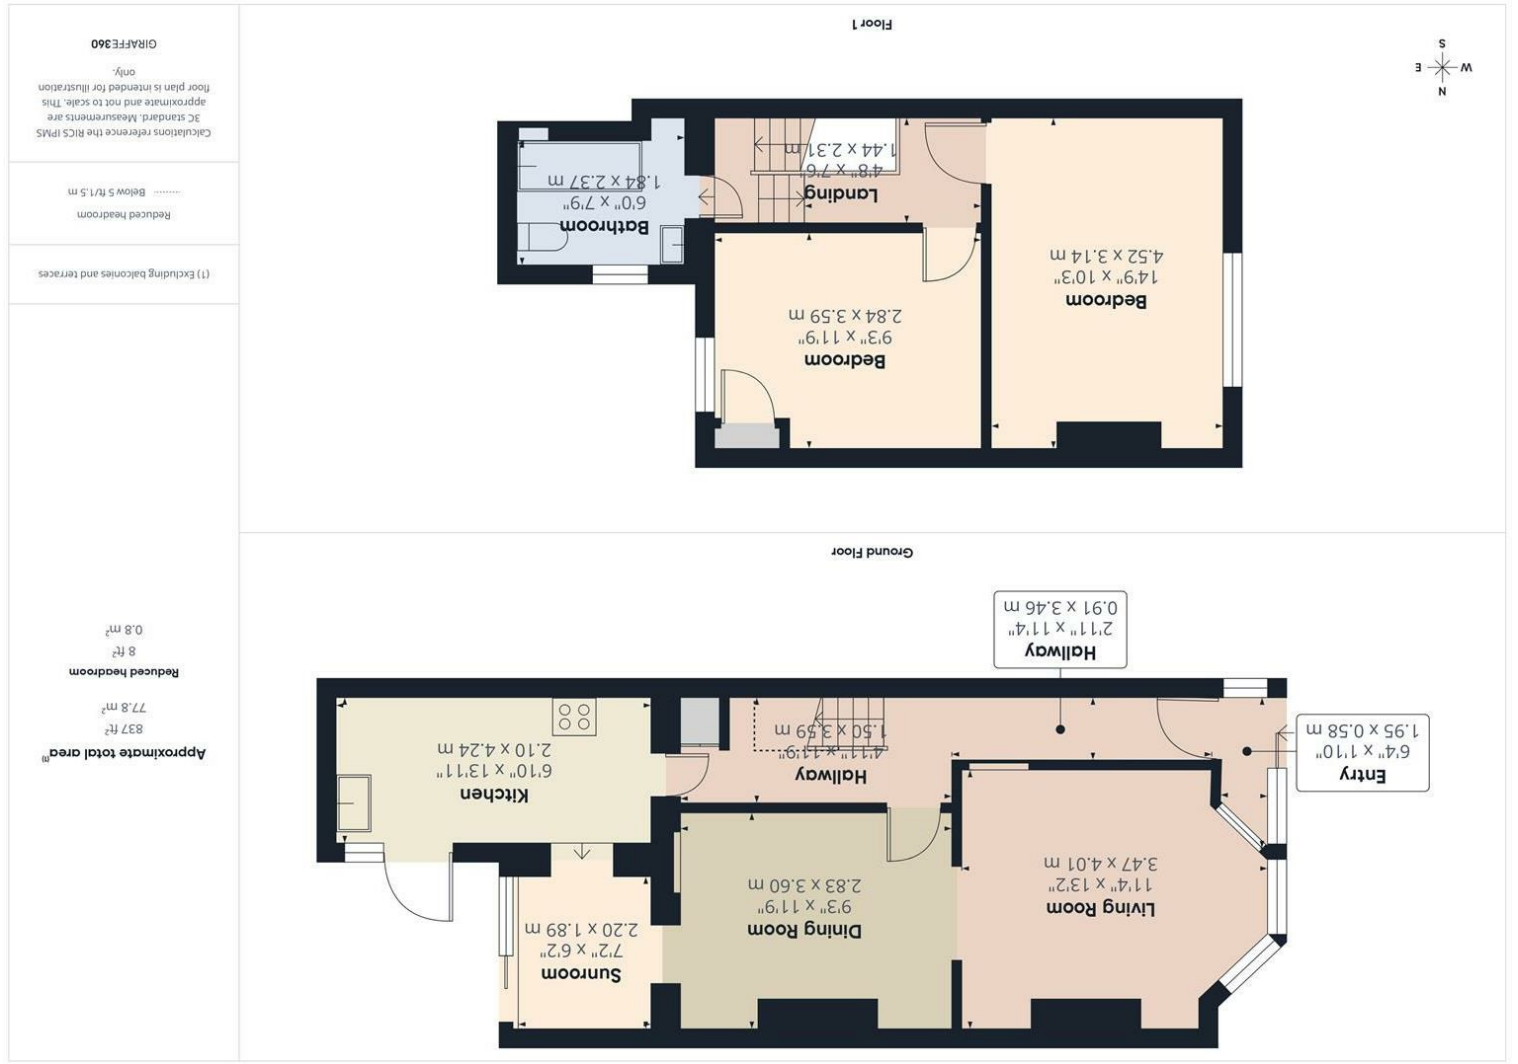 Ground Floor
Living Room
11'4" x 13'2"
3.47 x 4.01 m
Dining Room
9'3" x 11'9"
2.83 x 3.60 m
Sunroom
7'2" x 6'2"
2.20 x 1.89 m
Kitchen
6'10" x 13'11"
2.10 x 4.24 m
Hallway
4'11" x 11'9"
1.50 x 3.59 m
Entry
6'4" x 1'10"
1.95 x 0.58 m
Hallway
2'11" x 11'4"
0.91 x 3.46 m
Floor 1
Bedroom
14'9" x 10'3"
4.52 x 3.14 m
Bedroom
9'3" x 11'9"
2.84 x 3.59 m
Landing
4'8" x 7'6"
1.44 x 2.31 m
Bathroom
6'0" x 7'9"
1.84 x 2.37 m
N
W E
S
Approximate total area(1)
837 ft²
77.8 m²
Reduced headroom
8 ft²
0.8 m²
(1) Excluding balconies and terraces
Reduced headroom
Below 5 ft/1.5 m
Calculations reference the RICS IPMS
3C standard. Measurements are
approximate and not to scale. This
floor plan is intended for illustration
only.
GIRAFFE360